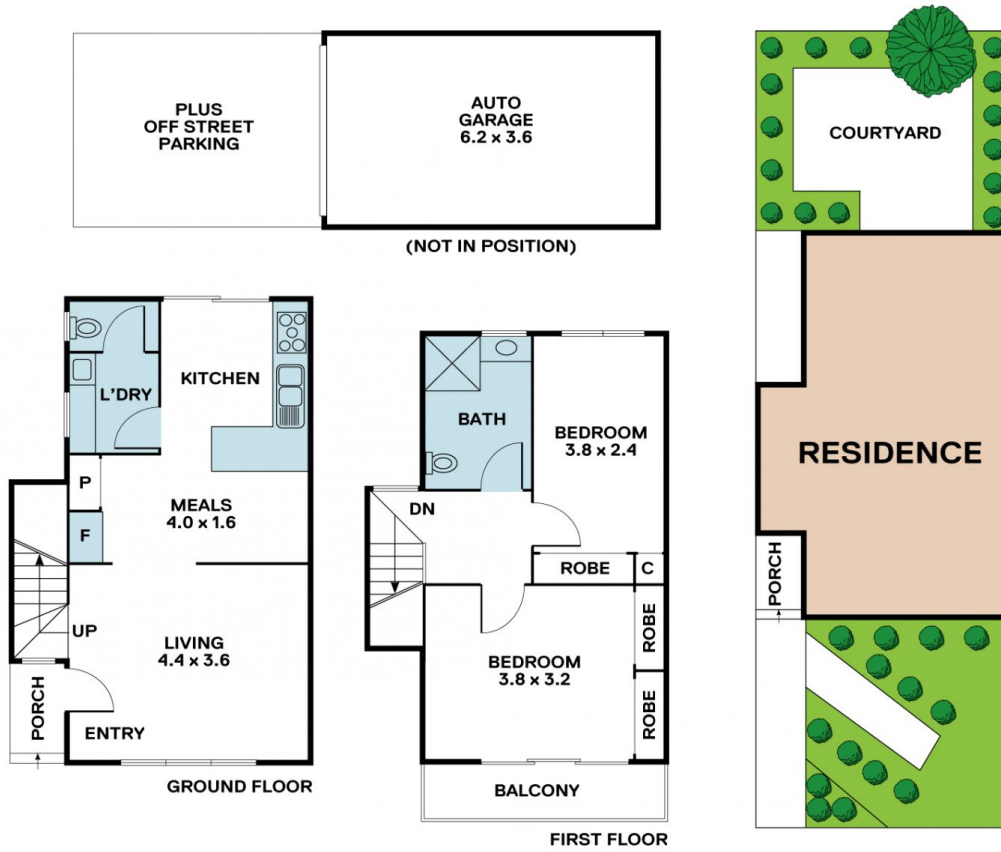 PLUS
OFF STREET
PARKING
AUTO
GARAGE
6.2 x 3.6
(NOT IN POSITION)
L'DRY
KITCHEN
P
F
MEALS
4.0 x 1.6
UP
LIVING
4.4 x 3.6
PORCH
ENTRY
GROUND FLOOR
BATH
BEDROOM
3.8 x 2.4
DN
ROBE
C
BEDROOM
3.8 x 3.2
ROBE
ROBE
BALCONY
FIRST FLOOR
COURTYARD
RESIDENCE
PORCH